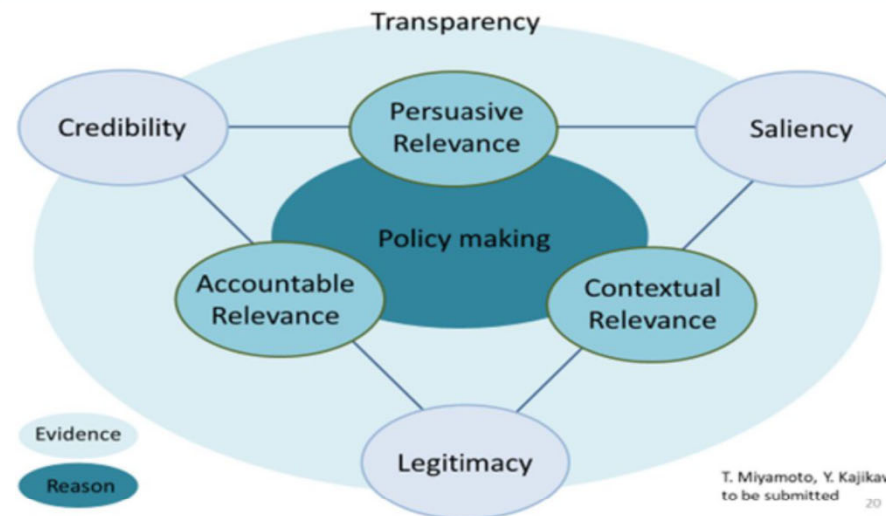 Transparency
Credibility
Persuasive
Relevance
Saliency
Policy making
Accountable
Relevance
Contextual
Relevance
Evidence
Reason
Legitimacy
T. Miyamoto, Y. Kajikaw
to be submitted
20